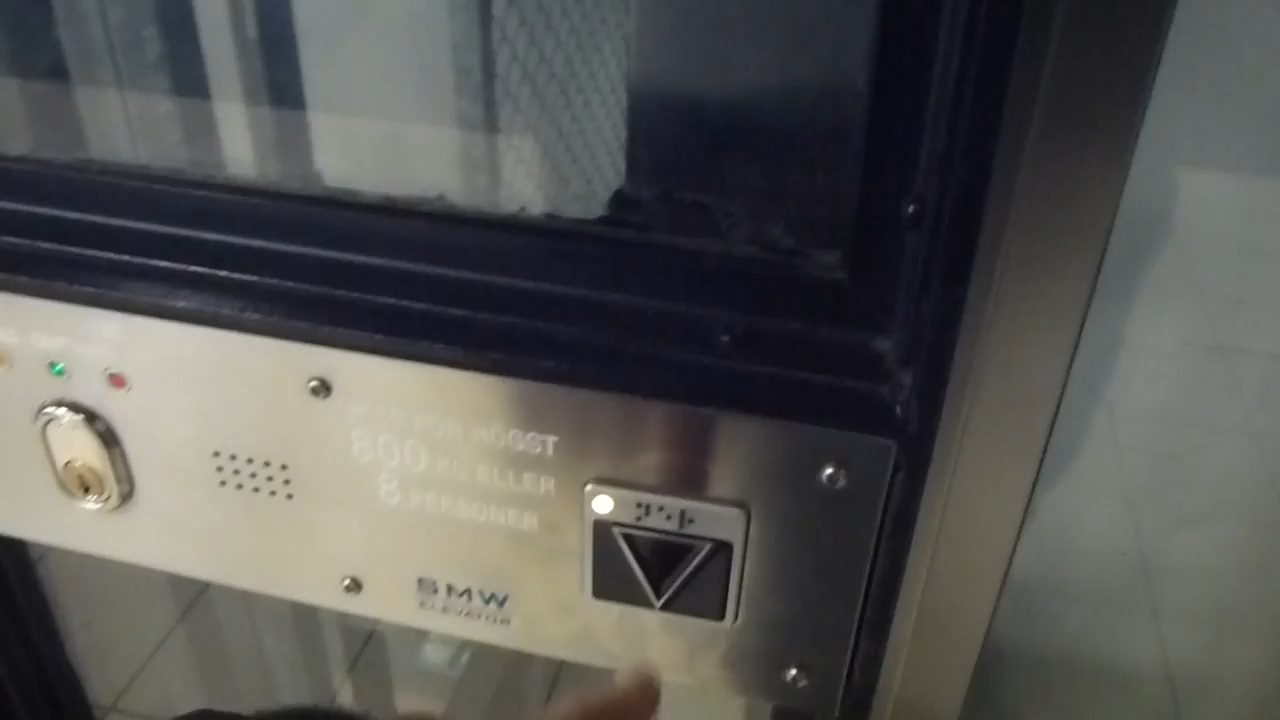 HISS FÖR HÖGST
800 KG ELLER
8 PERSONER
SMW
ELEVATOR